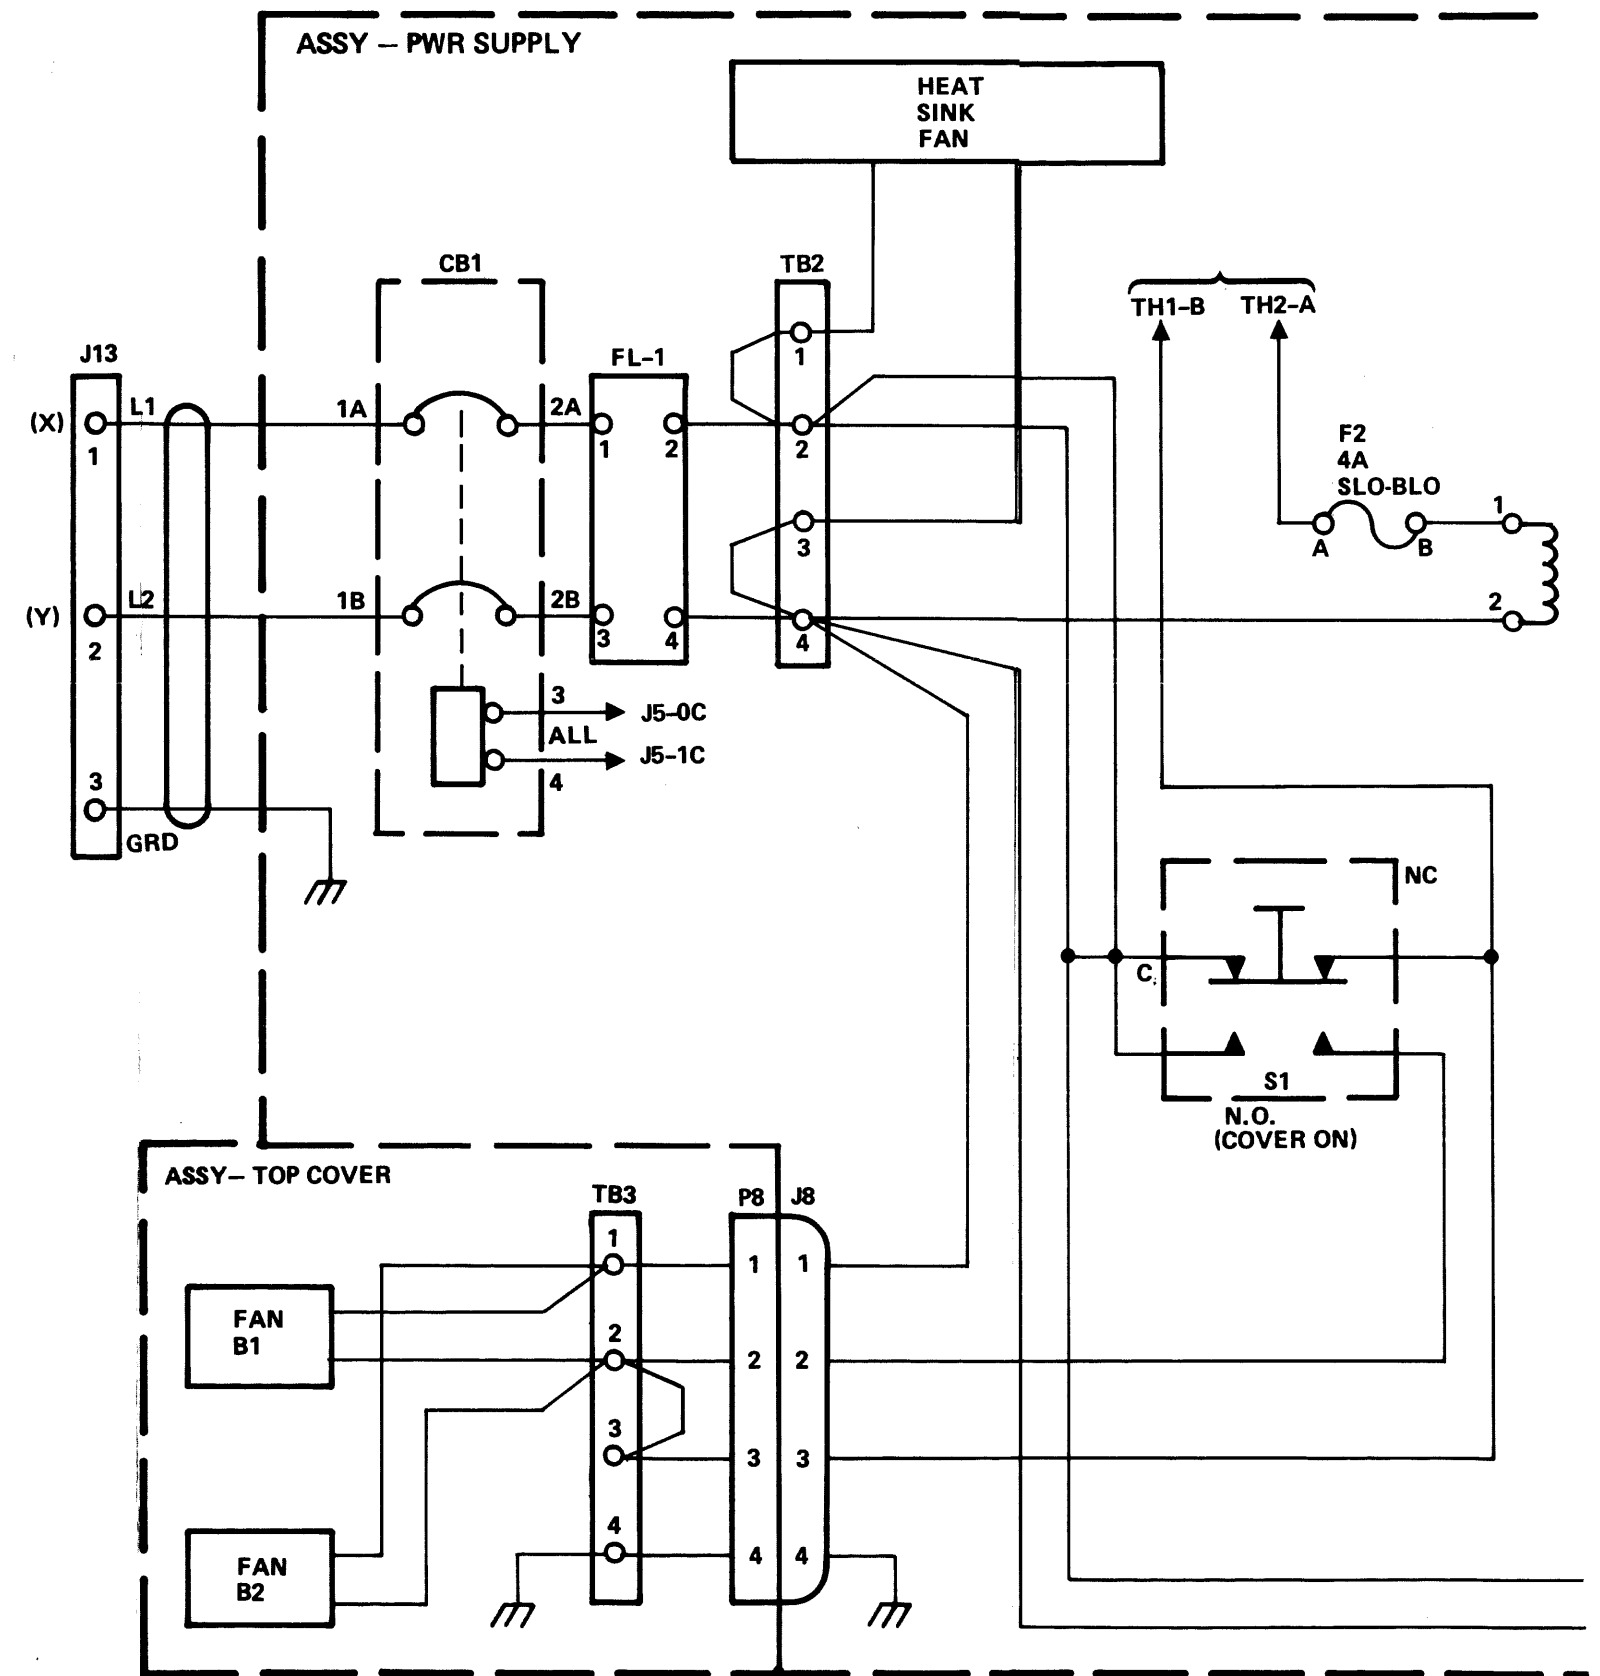 ASSY – PWR SUPPLY
HEAT
SINK
FAN
CB1
TB2
TH1–B TH2–A
J13
FL–1
1
(X)
L1
1A
2A
1
1
2
2
F2
4A
SLO-BLO
1
3
A
B
(Y)
L2
1B
2B
2
2
3
4
4
3
J5–0C
ALL
J5–1C
4
3
GRD
NC
C
S1
N.O.
(COVER ON)
ASSY– TOP COVER
TB3
P8
J8
1
1
1
FAN
B1
2
2
2
3
3
3
4
4
4
FAN
B2